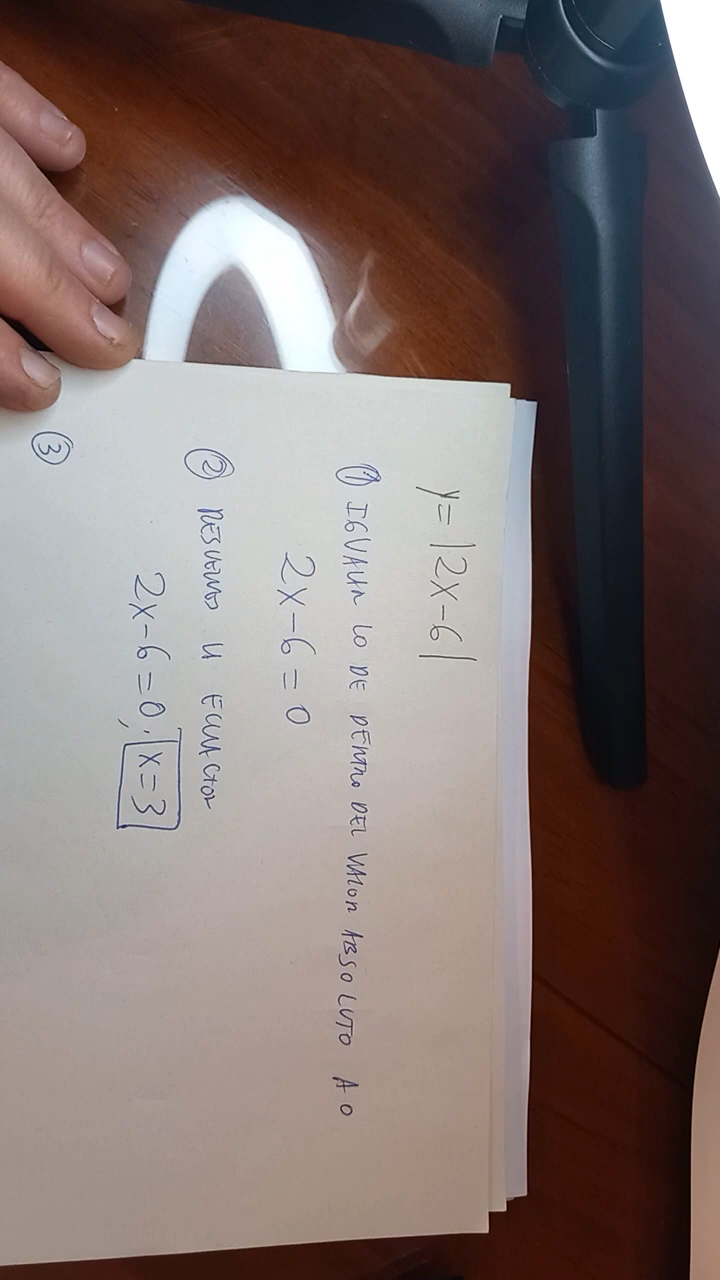 y = |2x-6|
① IGUALAR LO DE DENTRO DEL VALOR ABSOLUTO A 0
2x-6=0
② RESUELVO LA ECUACIÓN
2x-6=0; x=3
③